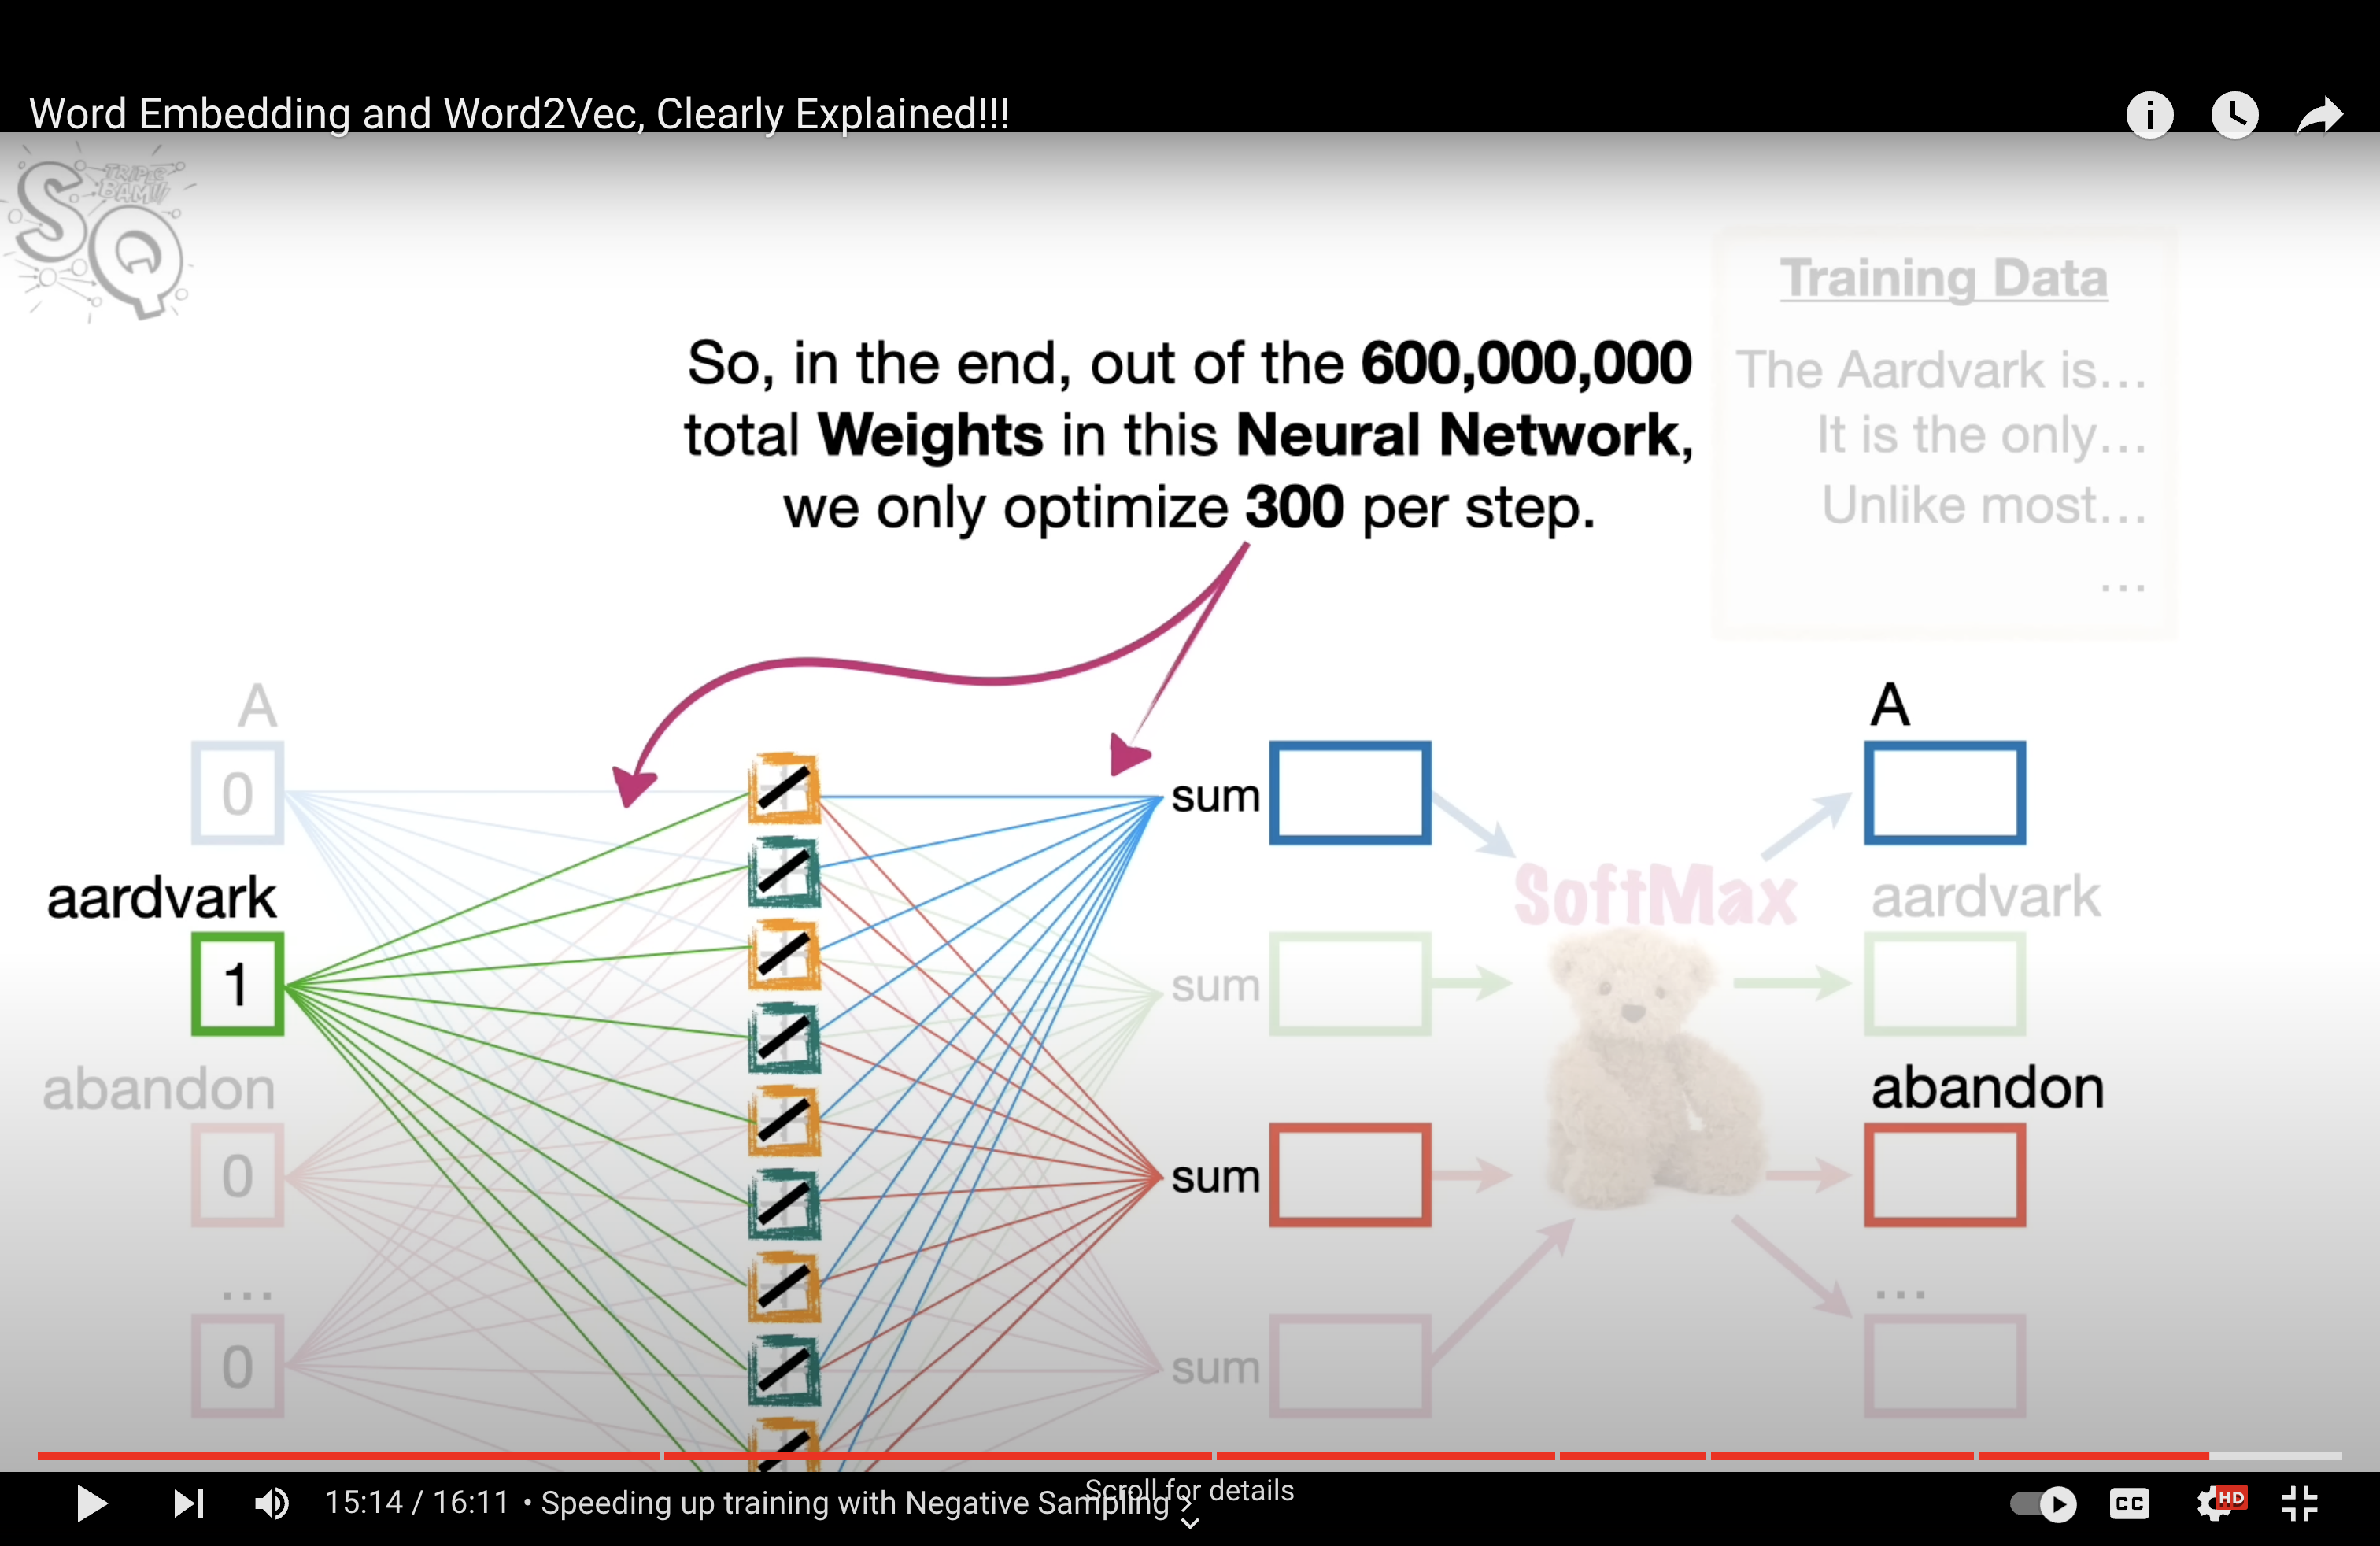 Word Embedding and Word2Vec, Clearly Explained!!!
SQ
TRIPLE
BAM!!!
Training Data
The Aardvark is...
It is the only...
Unlike most...
...
So, in the end, out of the 600,000,000
total Weights in this Neural Network,
we only optimize 300 per step.
A
0
aardvark
1
abandon
0
...
0
sum
sum
sum
sum
SoftMax
A
aardvark
abandon
...
15:14 / 16:11 • Speeding up training with Negative Sampling
Scroll for details
CC
HD